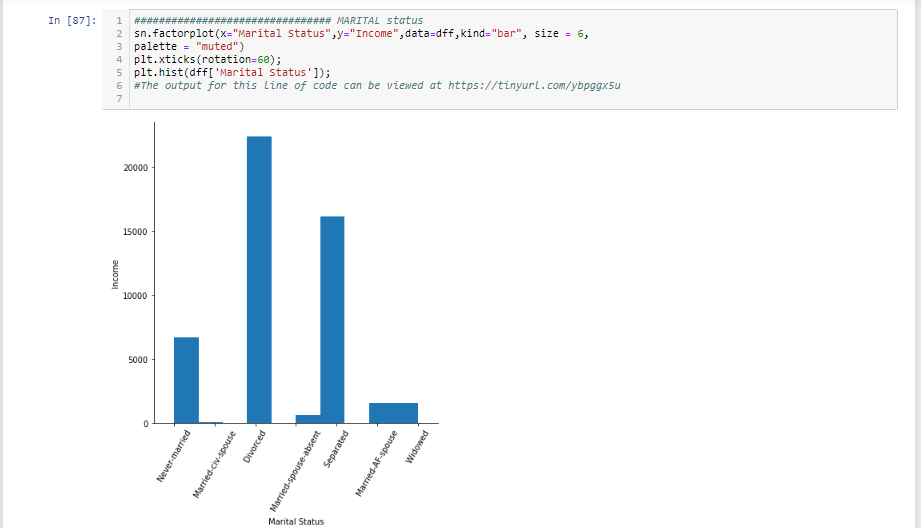 In [87]:
1 ################################ MARITAL status
2 sn.factorplot(x="Marital Status",y="Income",data=dff,kind="bar", size = 6,
3 palette = "muted")
4 plt.xticks(rotation=60);
5 plt.hist(dff['Marital Status']);
6 #The output for this line of code can be viewed at https://tinyurl.com/ybpggx5u
7
20000
15000
10000
5000
0
Income
Never-married
Married-civ-spouse
Divorced
Married-spouse-absent
Separated
Married-AF-spouse
Widowed
Marital Status